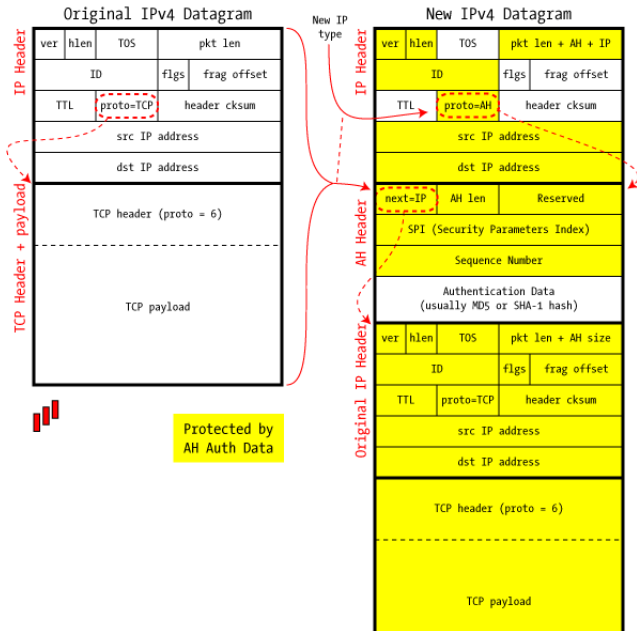 Original IPv4 Datagram
IP Header
ver hlen TOS pkt len
ID flgs frag offset
TTL proto=TCP header cksum
src IP address
dst IP address
TCP Header + payload
TCP header (proto = 6)
TCP payload
Protected by
AH Auth Data
New IP
type
New IPv4 Datagram
IP Header
ver hlen TOS pkt len + AH + IP
ID flgs frag offset
TTL proto=AH header cksum
src IP address
dst IP address
AH Header
next=IP AH len Reserved
SPI (Security Parameters Index)
Sequence Number
Authentication Data
(usually MD5 or SHA-1 hash)
Original IP Header
ver hlen TOS pkt len + AH size
ID flgs frag offset
TTL proto=TCP header cksum
src IP address
dst IP address
TCP header (proto = 6)
TCP payload